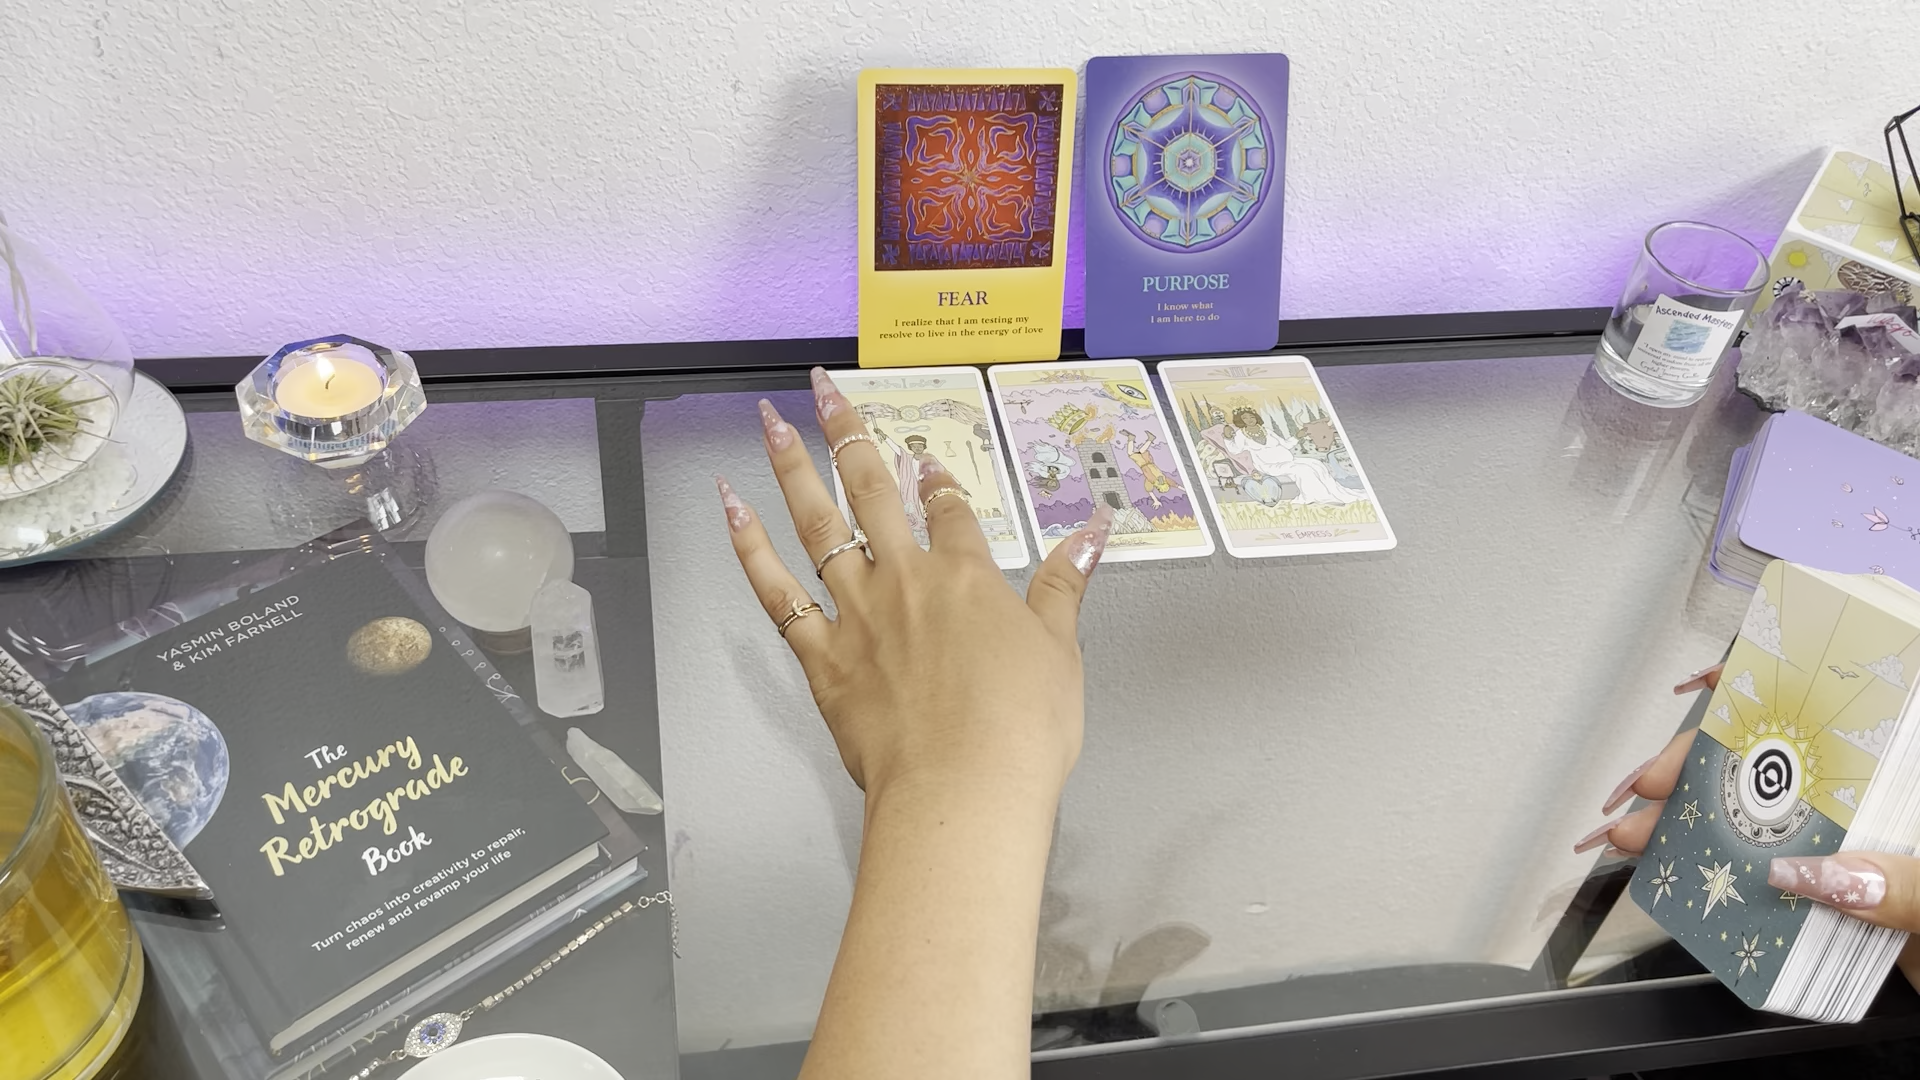 FEAR
I realize that I am testing my
resolve to live in the energy of love
PURPOSE
I know what
I am here to do
THE EMPRESS
Ascended Masters
YASMIN BOLAND
& KIM FARNELL
The
Mercury
Retrograde
Book
Turn chaos into creativity to repair,
renew and revamp your life